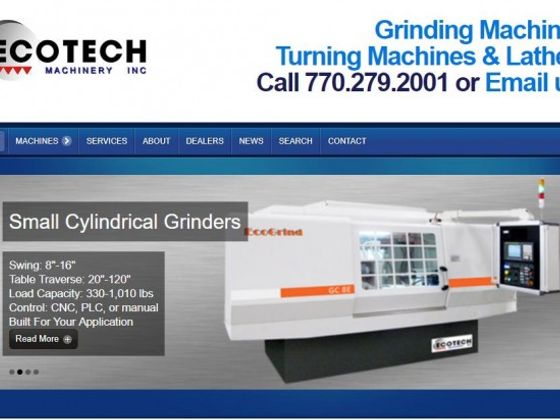 ECOTECH
MACHINERY INC
Grinding Machin
Turning Machines & Lathe
Call 770.279.2001 or Email u
MACHINES
SERVICES
ABOUT
DEALERS
NEWS
SEARCH
CONTACT
Small Cylindrical Grinders
Swing: 8"-16"
Table Traverse: 20"-120"
Load Capacity: 330-1,010 lbs
Control: CNC, PLC, or manual
Built For Your Application
Read More
EcoGrind
GC 8E
ECOTECH